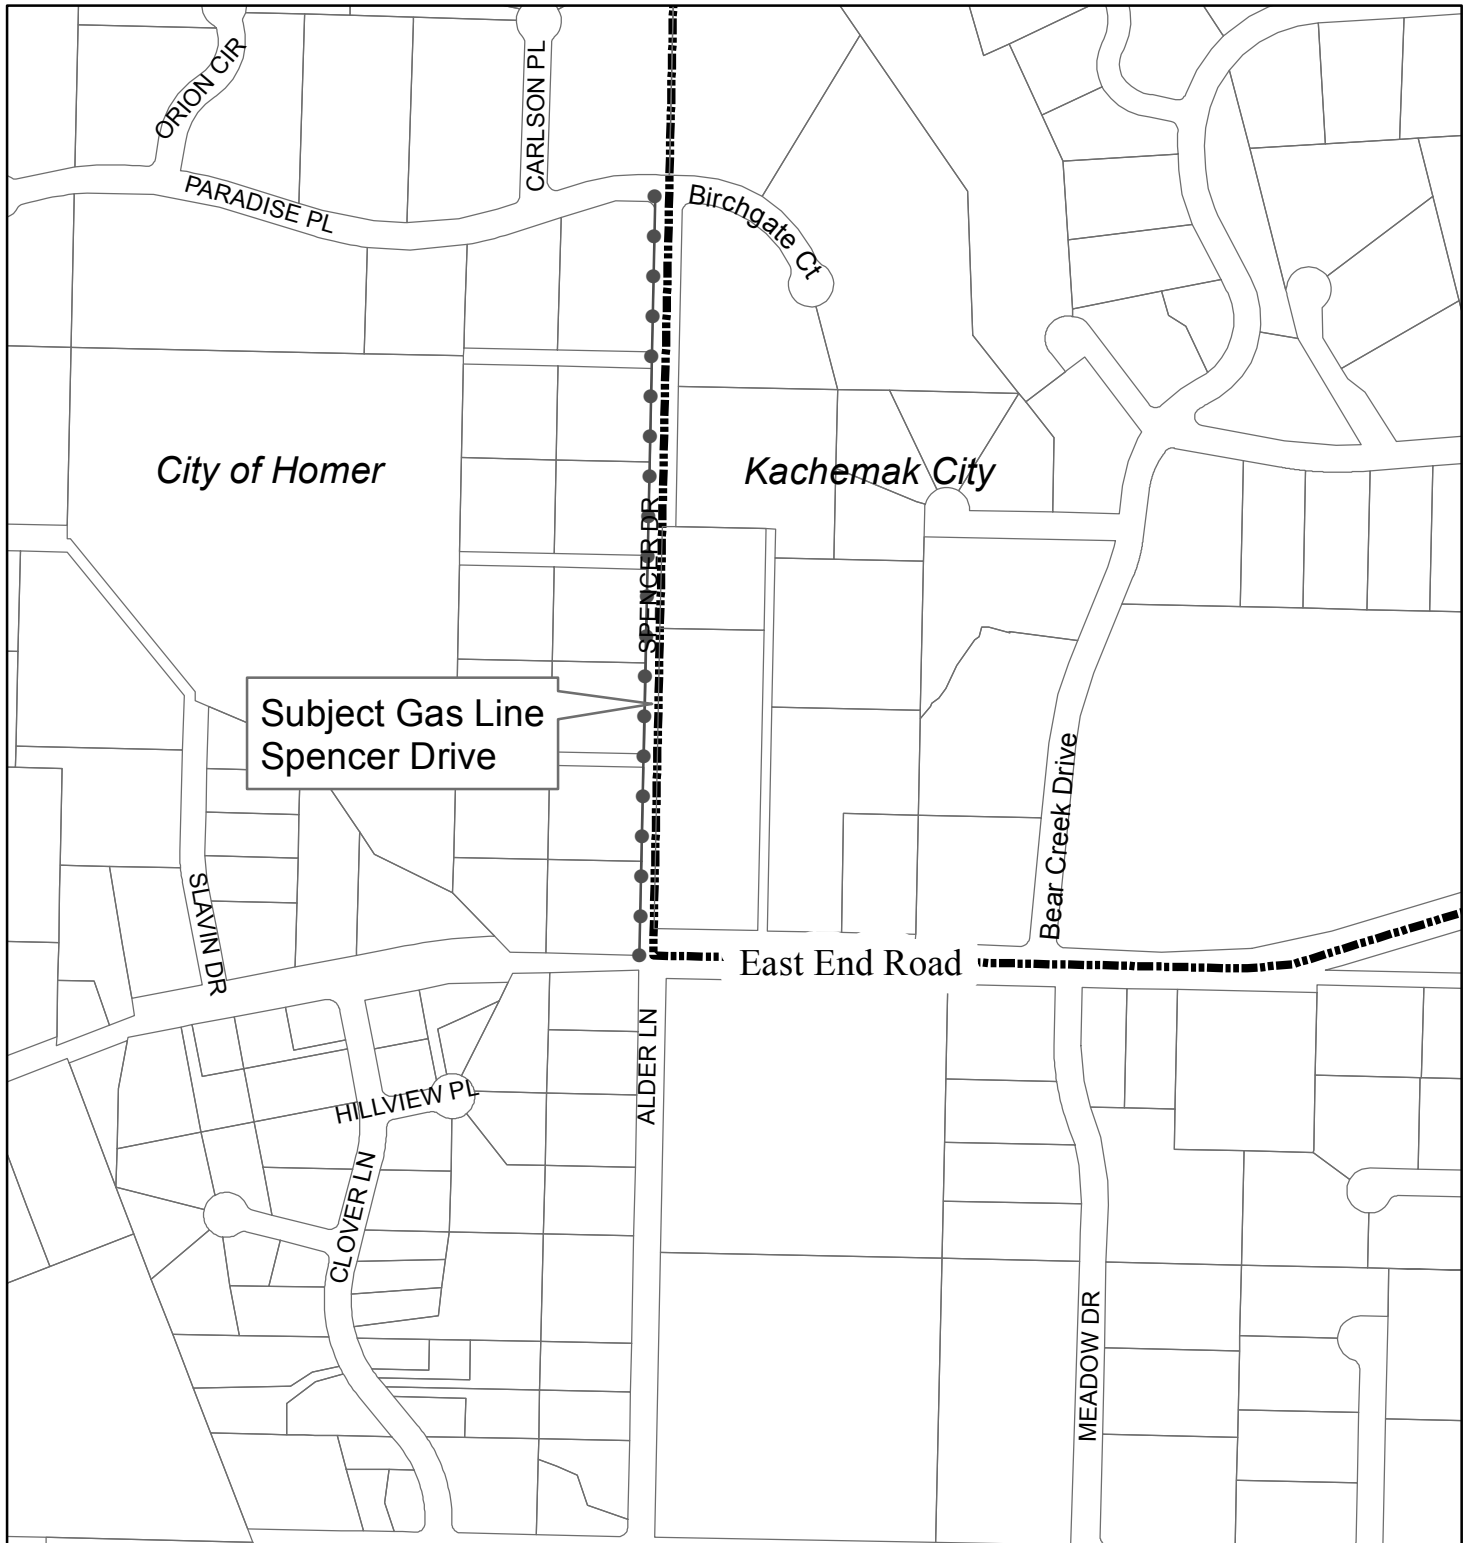 ORION CIR
CARLSON PL
PARADISE PL
Birchgate Ct
City of Homer
Kachemak City
SPENCER DR
Subject Gas Line
Spencer Drive
Bear Creek Drive
SLAVIN DR
East End Road
ALDER LN
HILLVIEW PL
CLOVER LN
MEADOW DR